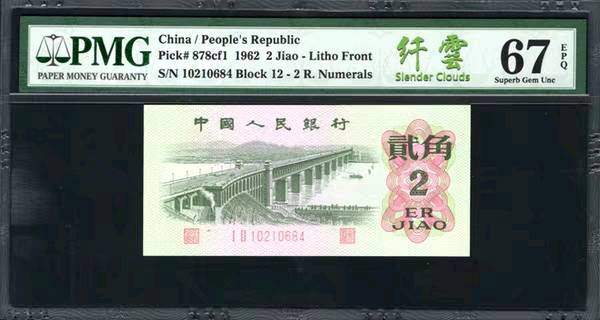 PMG
PAPER MONEY GUARANTY
China / People's Republic
Pick# 878cf1 1962 2 Jiao - Litho Front
S/N 10210684 Block 12 - 2 R. Numerals
纤雲
Slender Clouds
67 EPQ
Superb Gem Unc
中國人民銀行
貳角
2
ER
JIAO
I II 10210684